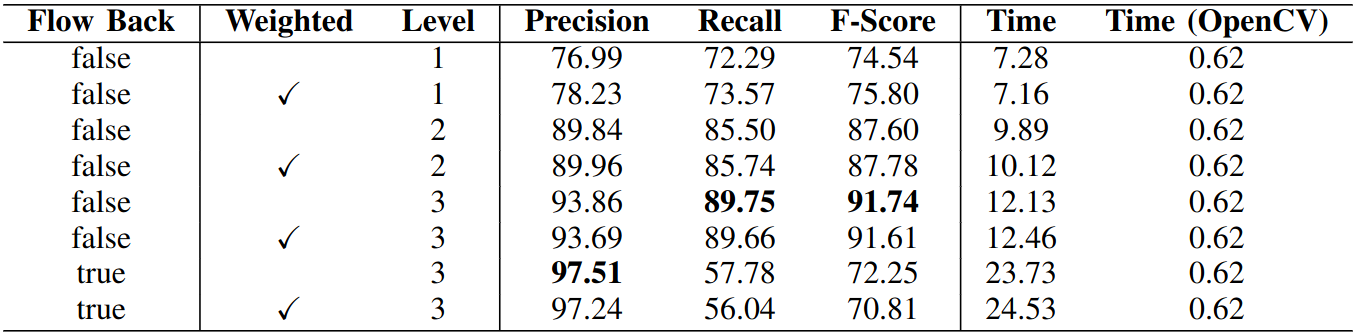 Flow Back Weighted Level Precision Recall F-Score Time Time (OpenCV)
false 1 76.99 72.29 74.54 7.28 0.62
false ✓ 1 78.23 73.57 75.80 7.16 0.62
false 2 89.84 85.50 87.60 9.89 0.62
false ✓ 2 89.96 85.74 87.78 10.12 0.62
false 3 93.86 89.75 91.74 12.13 0.62
false ✓ 3 93.69 89.66 91.61 12.46 0.62
true 3 97.51 57.78 72.25 23.73 0.62
true ✓ 3 97.24 56.04 70.81 24.53 0.62